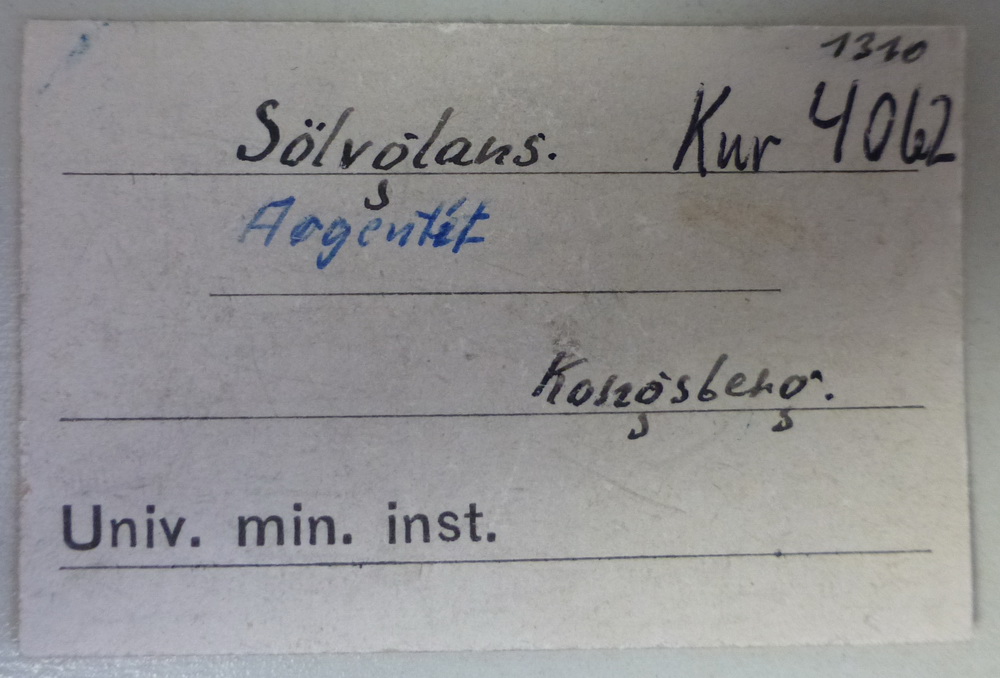 1310
Sölvglans. Kur 4062
Argentit
Kongsberg.
Univ. min. inst.